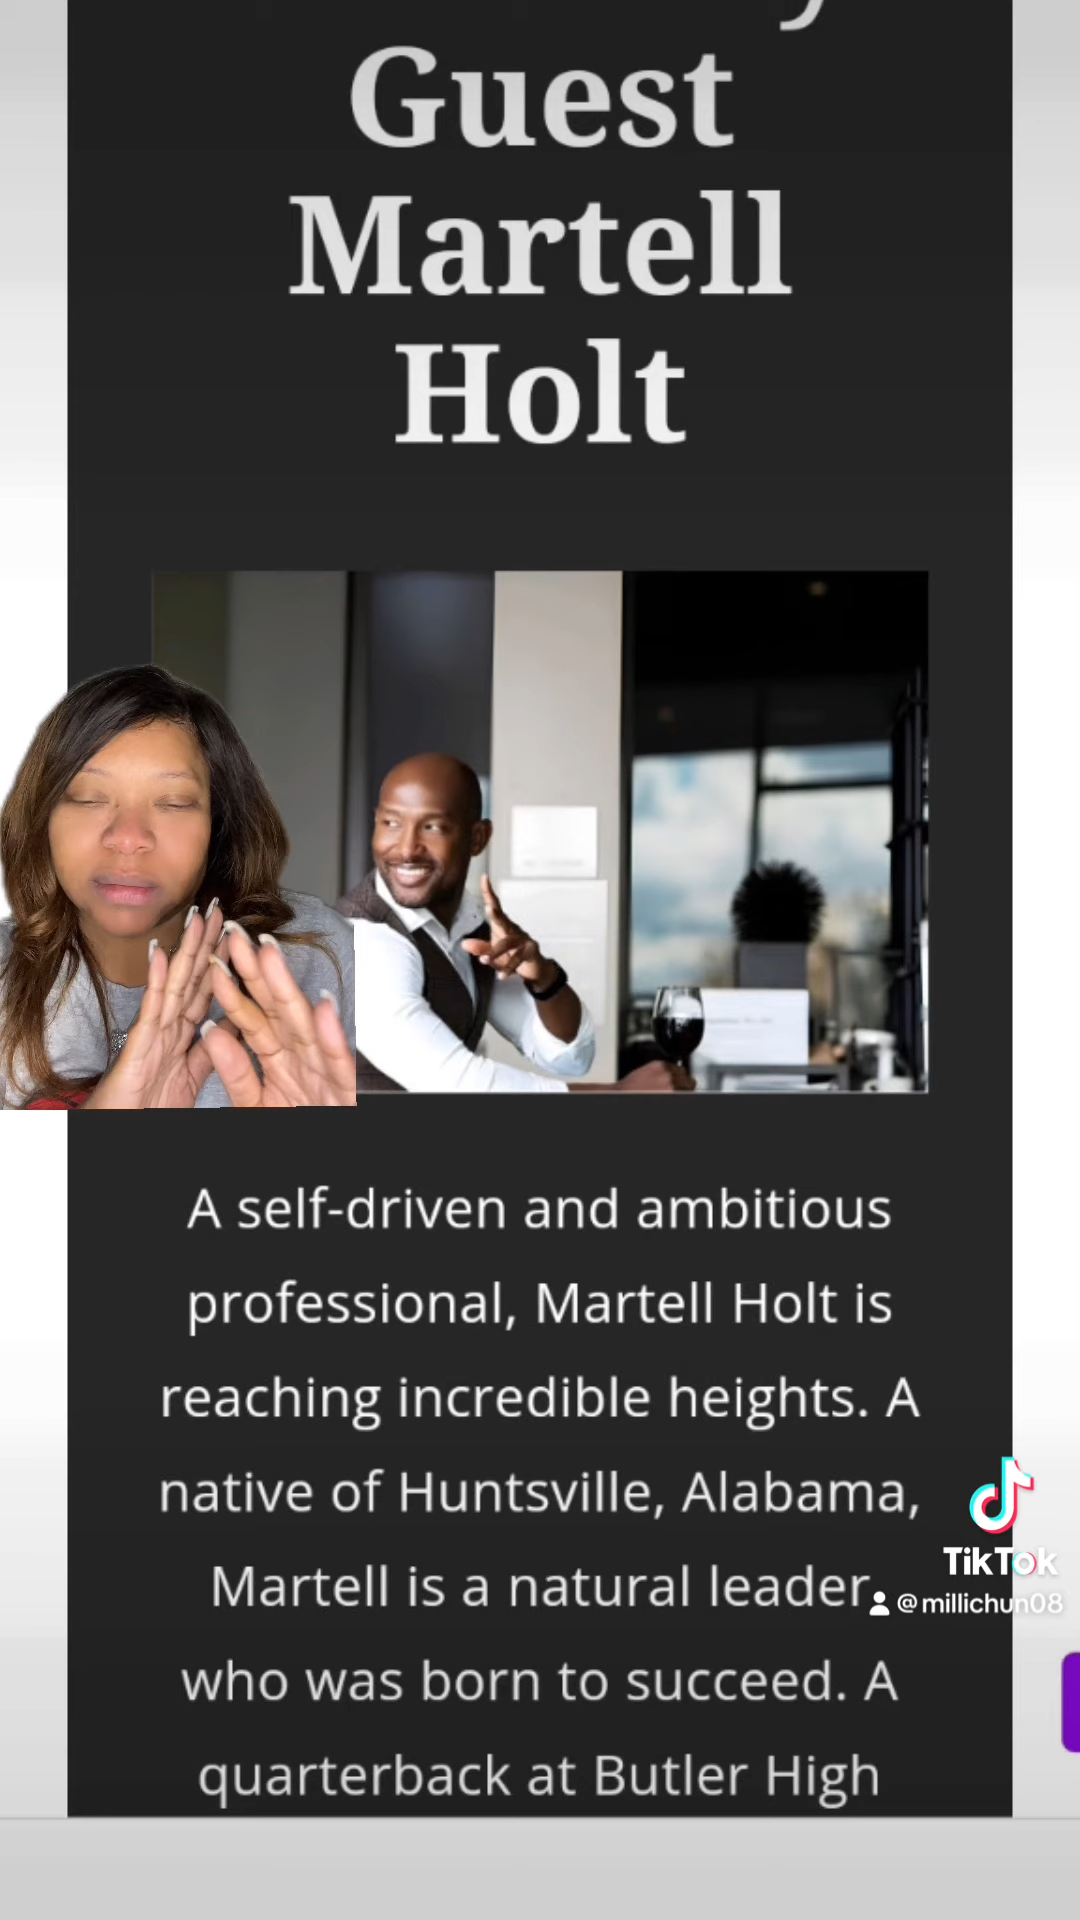 Guest
Martell
Holt
A self-driven and ambitious
professional, Martell Holt is
reaching incredible heights. A
native of Huntsville, Alabama,
Martell is a natural leader
who was born to succeed. A
quarterback at Butler High
TikTok
@millichun08